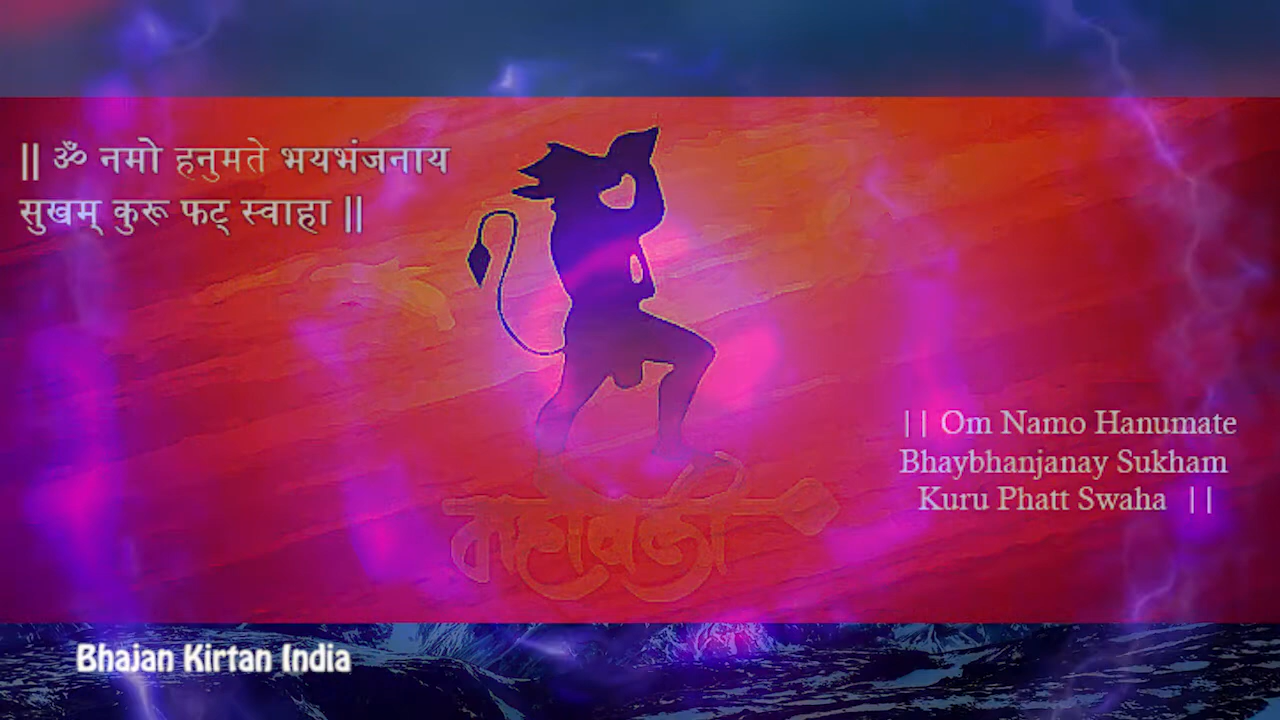 || ॐ नमो हनुमते भयभंजनाय
सुखम् कुरू फट् स्वाहा ||
|| Om Namo Hanumate
Bhaybhanjanay Sukham
Kuru Phatt Swaha ||
Bhajan Kirtan India